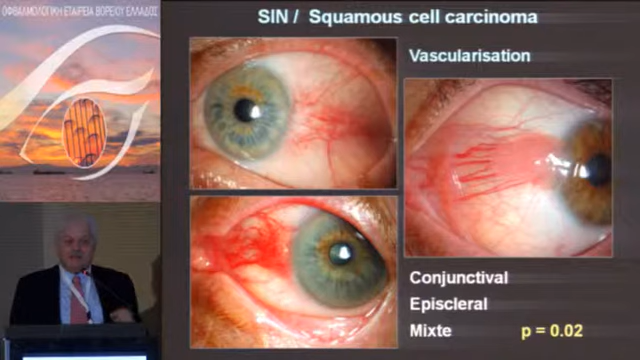 ΟΦΘΑΛΜΟΛΟΓΙΚΗ ΕΤΑΙΡΕΙΑ ΒΟΡΕΙΟΥ ΕΛΛΑΔΟΣ
SIN / Squamous cell carcinoma
Vascularisation
Conjunctival
Episcleral
Mixte p = 0.02